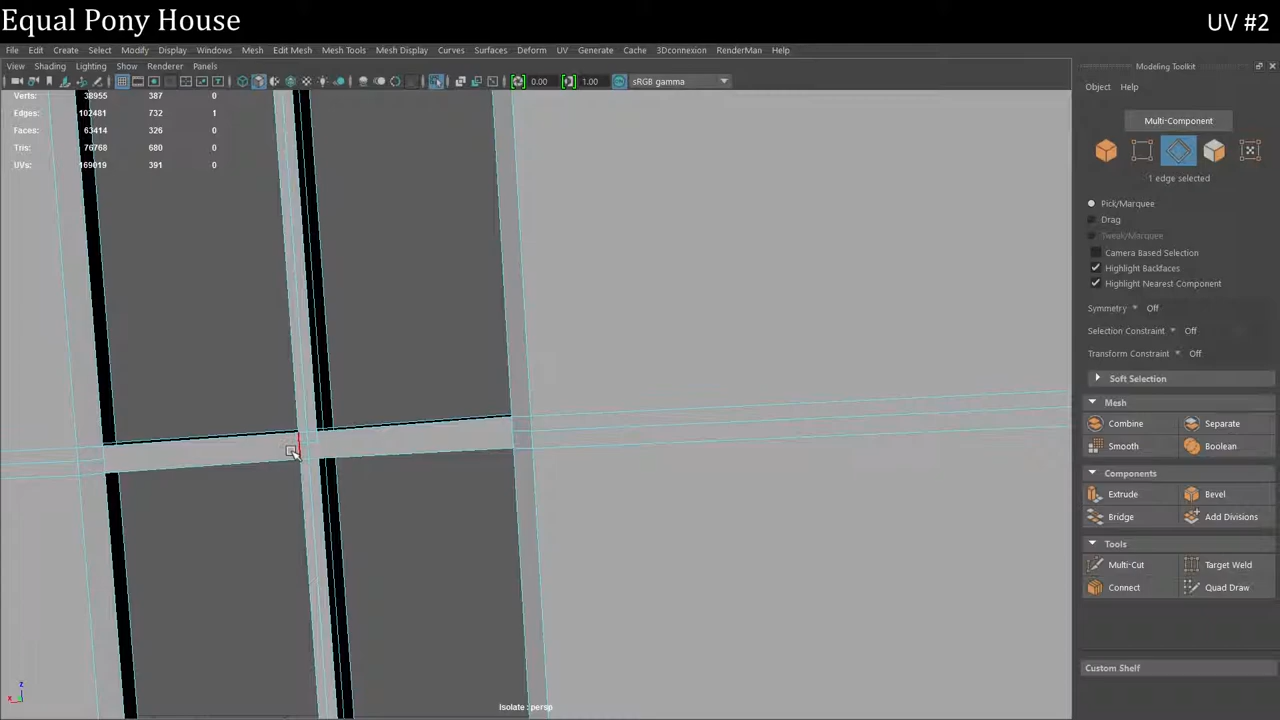 Equal Pony House
UV #2
File Edit Create Select Modify Display Windows Mesh Edit Mesh Mesh Tools Mesh Display Curves Surfaces Deform UV Generate Cache 3Dconnexion RenderMan Help
View Shading Lighting Show Renderer Panels
Modeling Toolkit
0.00 1.00 sRGB gamma
Object Help
Verts: 38955 387 0
Edges: 102481 732 1
Faces: 63414 326 0
Tris: 76768 680 0
UVs: 169019 391 0
Multi-Component
1 edge selected
Pick/Marquee
Drag
Tweak/Marquee
Camera Based Selection
Highlight Backfaces
Highlight Nearest Component
Symmetry Off
Selection Constraint Off
Transform Constraint Off
Soft Selection
Mesh
Combine Separate
Smooth Boolean
Components
Extrude Bevel
Bridge Add Divisions
Tools
Multi-Cut Target Weld
Connect Quad Draw
Custom Shelf
z
x
Isolate : persp